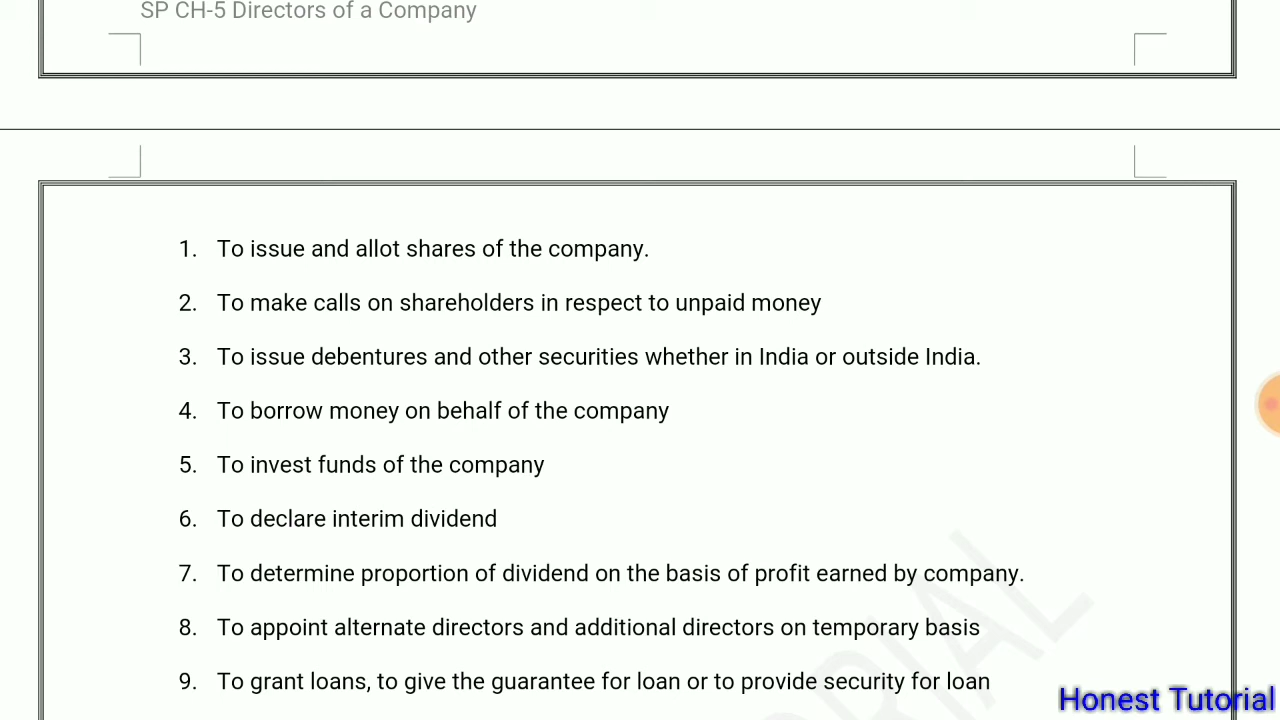 SP CH-5 Directors of a Company
1. To issue and allot shares of the company.
2. To make calls on shareholders in respect to unpaid money
3. To issue debentures and other securities whether in India or outside India.
4. To borrow money on behalf of the company
5. To invest funds of the company
6. To declare interim dividend
7. To determine proportion of dividend on the basis of profit earned by company.
8. To appoint alternate directors and additional directors on temporary basis
9. To grant loans, to give the guarantee for loan or to provide security for loan
Honest Tutorial